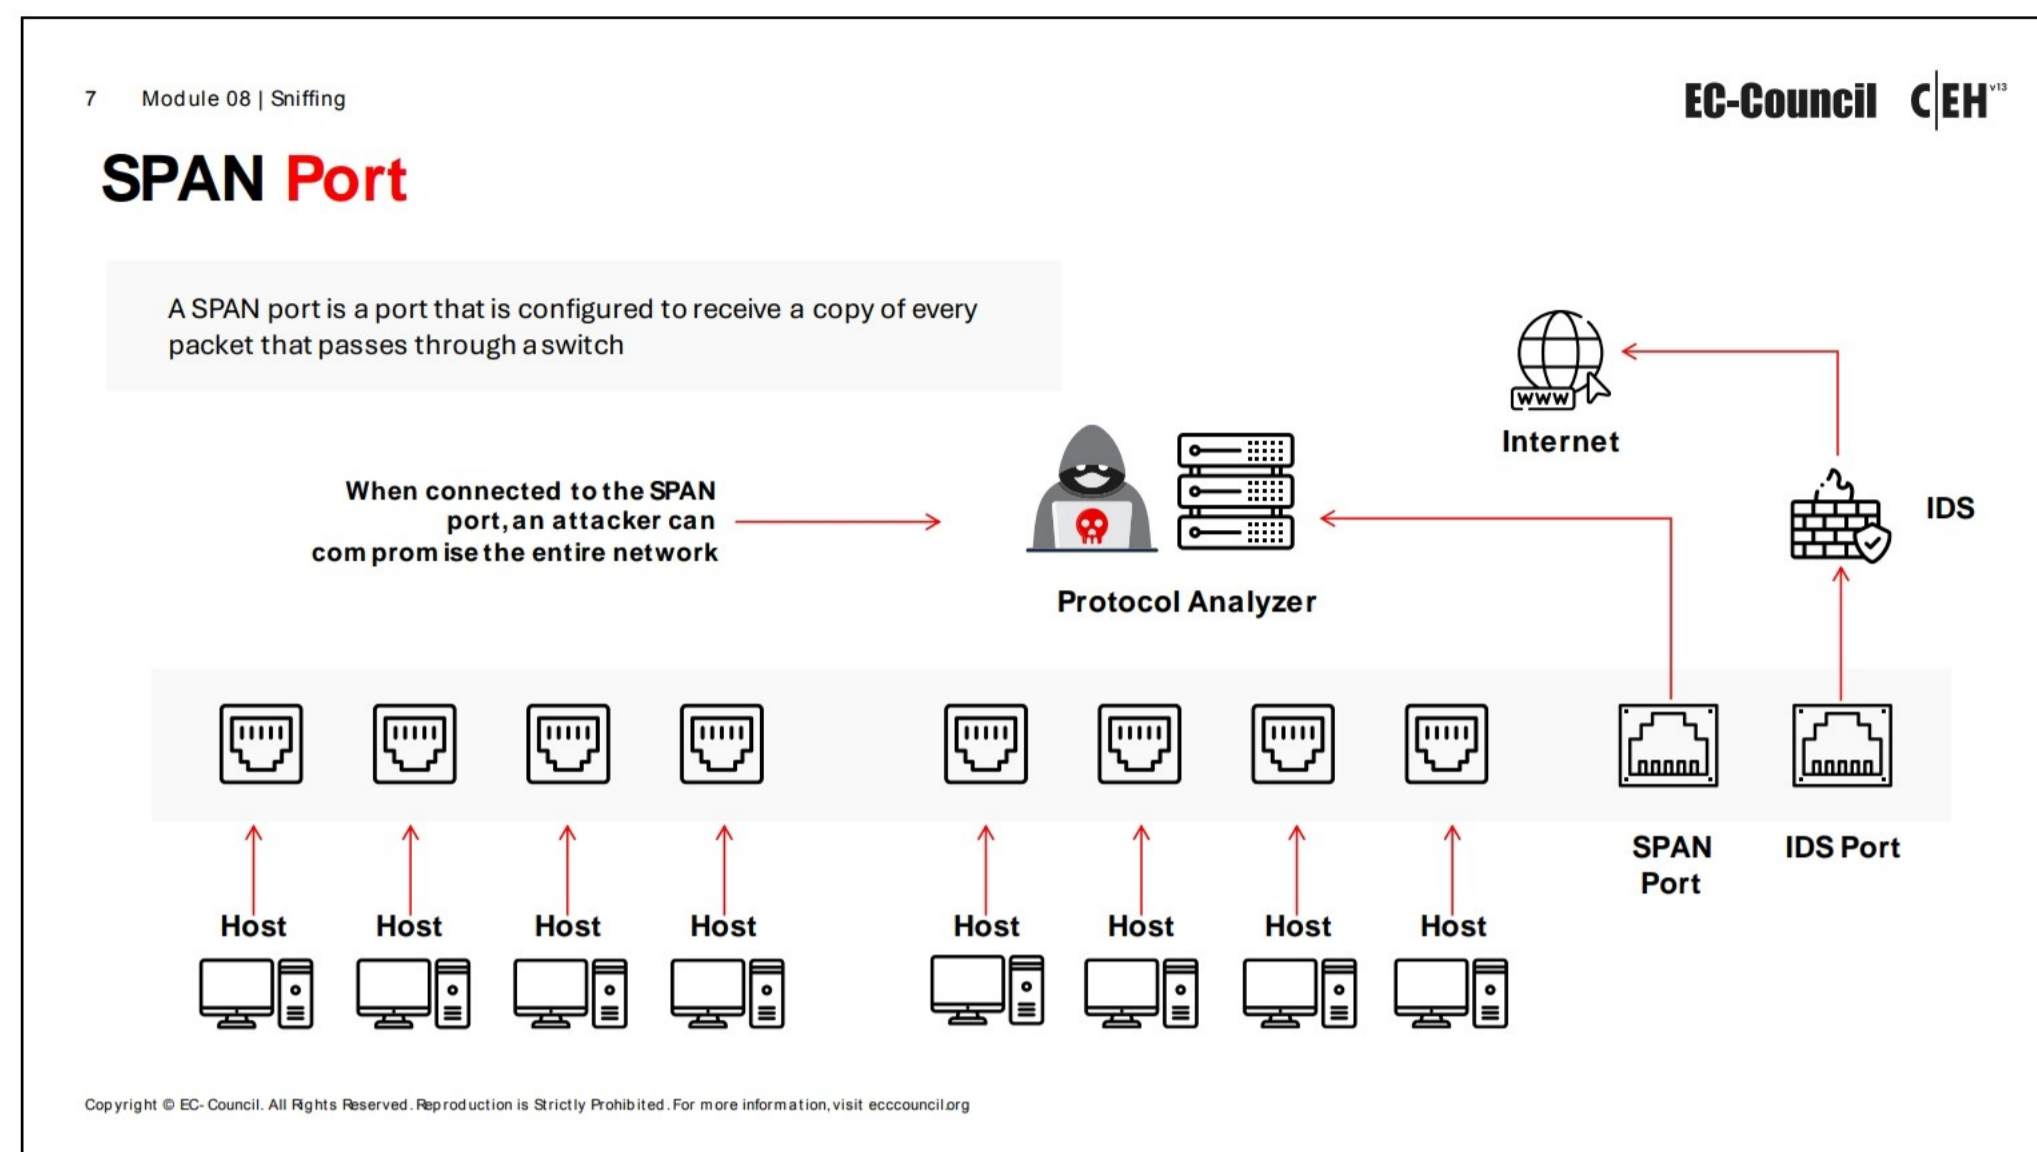 7 Module 08 | Sniffing
EC-Council C|EH v13
SPAN Port
A SPAN port is a port that is configured to receive a copy of every
packet that passes through a switch
WWW
Internet
When connected to the SPAN
port, an attacker can
compromise the entire network
IDS
Protocol Analyzer
SPAN
Port
IDS Port
Host Host Host Host Host Host Host Host
Copyright © EC-Council. All Rights Reserved. Reproduction is Strictly Prohibited. For more information, visit ecccouncil.org